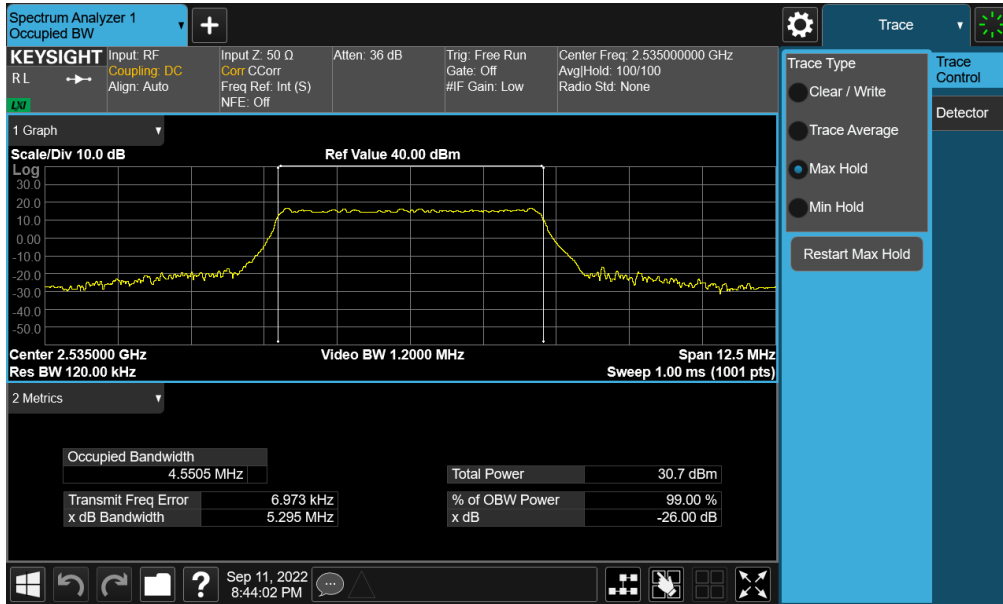 Spectrum Analyzer 1
Occupied BW
+
Trace
KEYSIGHT
R L
LXI
Input: RF
Coupling: DC
Align: Auto
Input Z: 50 Ω
Corr CCorr
Freq Ref: Int (S)
NFE: Off
Atten: 36 dB
Trig: Free Run
Gate: Off
#IF Gain: Low
Center Freq: 2.535000000 GHz
Avg|Hold: 100/100
Radio Std: None
Trace Type
Clear / Write
Trace Average
Max Hold
Min Hold
Restart Max Hold
Trace
Control
Detector
1 Graph
Scale/Div 10.0 dB
Ref Value 40.00 dBm
Log
30.0
20.0
10.0
0.00
-10.0
-20.0
-30.0
-40.0
-50.0
Center 2.535000 GHz
Video BW 1.2000 MHz
Span 12.5 MHz
Res BW 120.00 kHz
Sweep 1.00 ms (1001 pts)
2 Metrics
Occupied Bandwidth
4.5505 MHz
Total Power 30.7 dBm
Transmit Freq Error 6.973 kHz
% of OBW Power 99.00 %
x dB Bandwidth 5.295 MHz
x dB -26.00 dB
?
Sep 11, 2022
8:44:02 PM